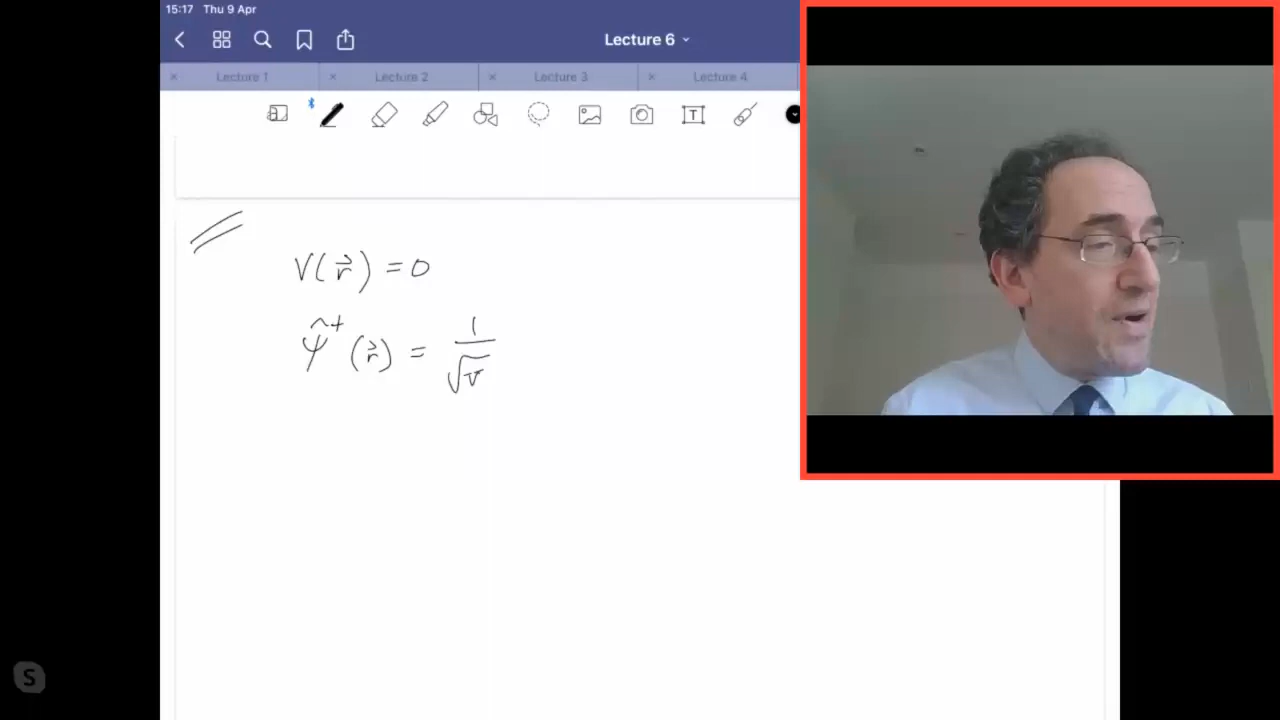 15:17 Thu 9 Apr
Lecture 6
Lecture 1
Lecture 2
Lecture 3
Lecture 4
T
V(r⃗) = 0
ψ̂†(r⃗) = 1/√V
S